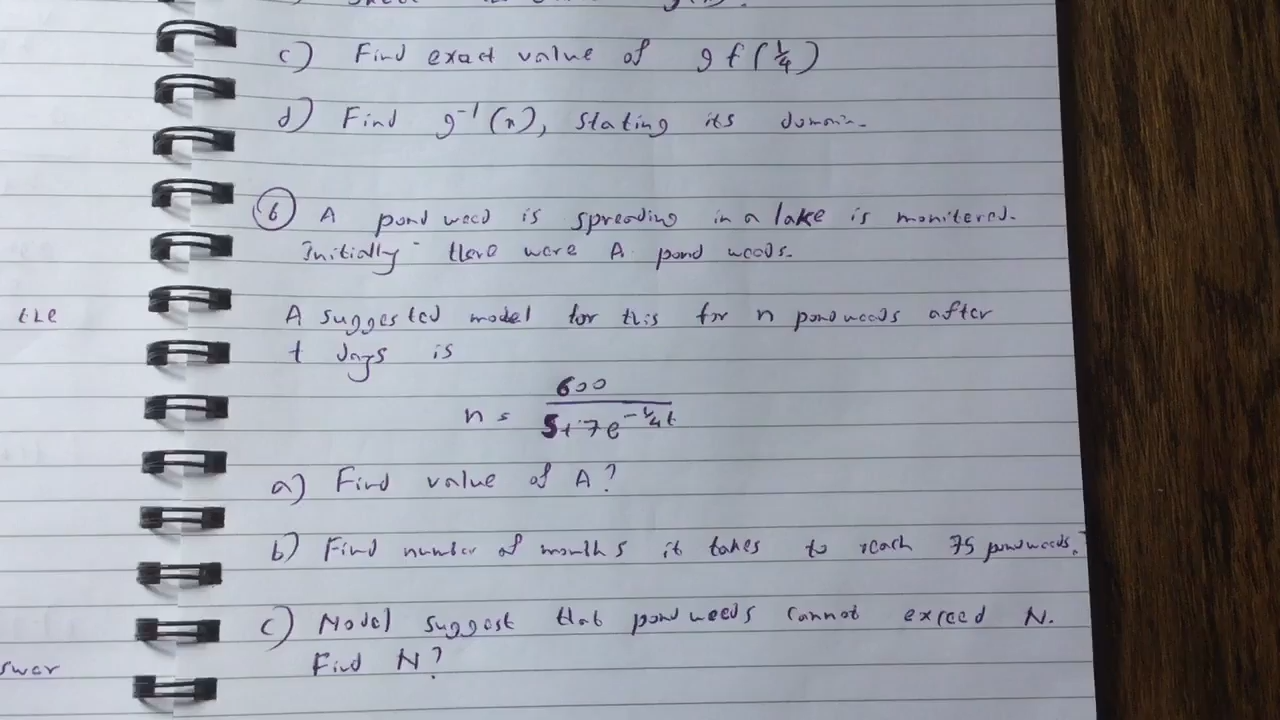 c) Find exact value of gf(1/4)
d) Find g⁻¹(x), stating its domain.
6 A pond weed is spreading in a lake is monitered.
Initially there were A pond weeds.
A suggested model for this for n pondweeds after
t days is
n = 600 / (5+7e^(-1/4t))
a) Find value of A?
b) Find number of months it takes to reach 75 pondweeds?
c) Model suggest that pondweeds cannot exceed N.
Find N?